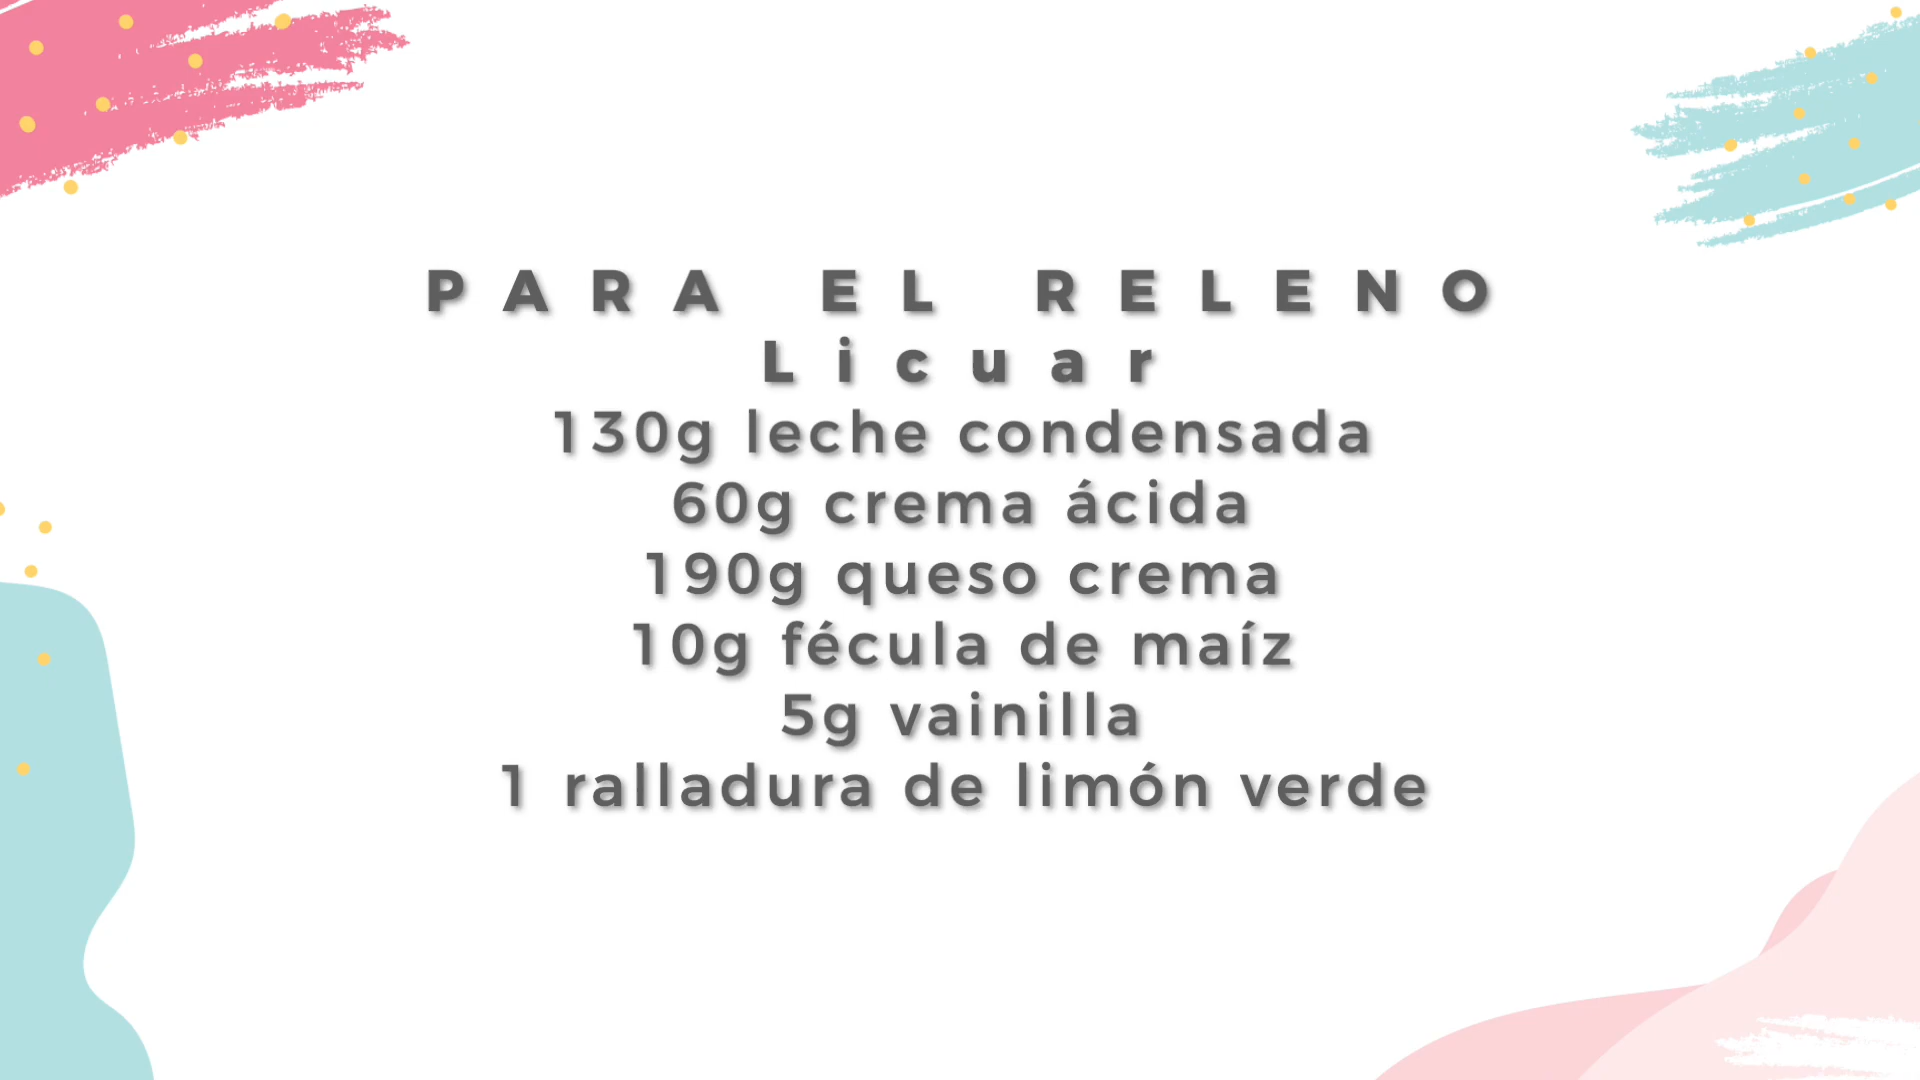 PARA EL RELENO
Licuar
130g leche condensada
60g crema ácida
190g queso crema
10g fécula de maíz
5g vainilla
1 ralladura de limón verde